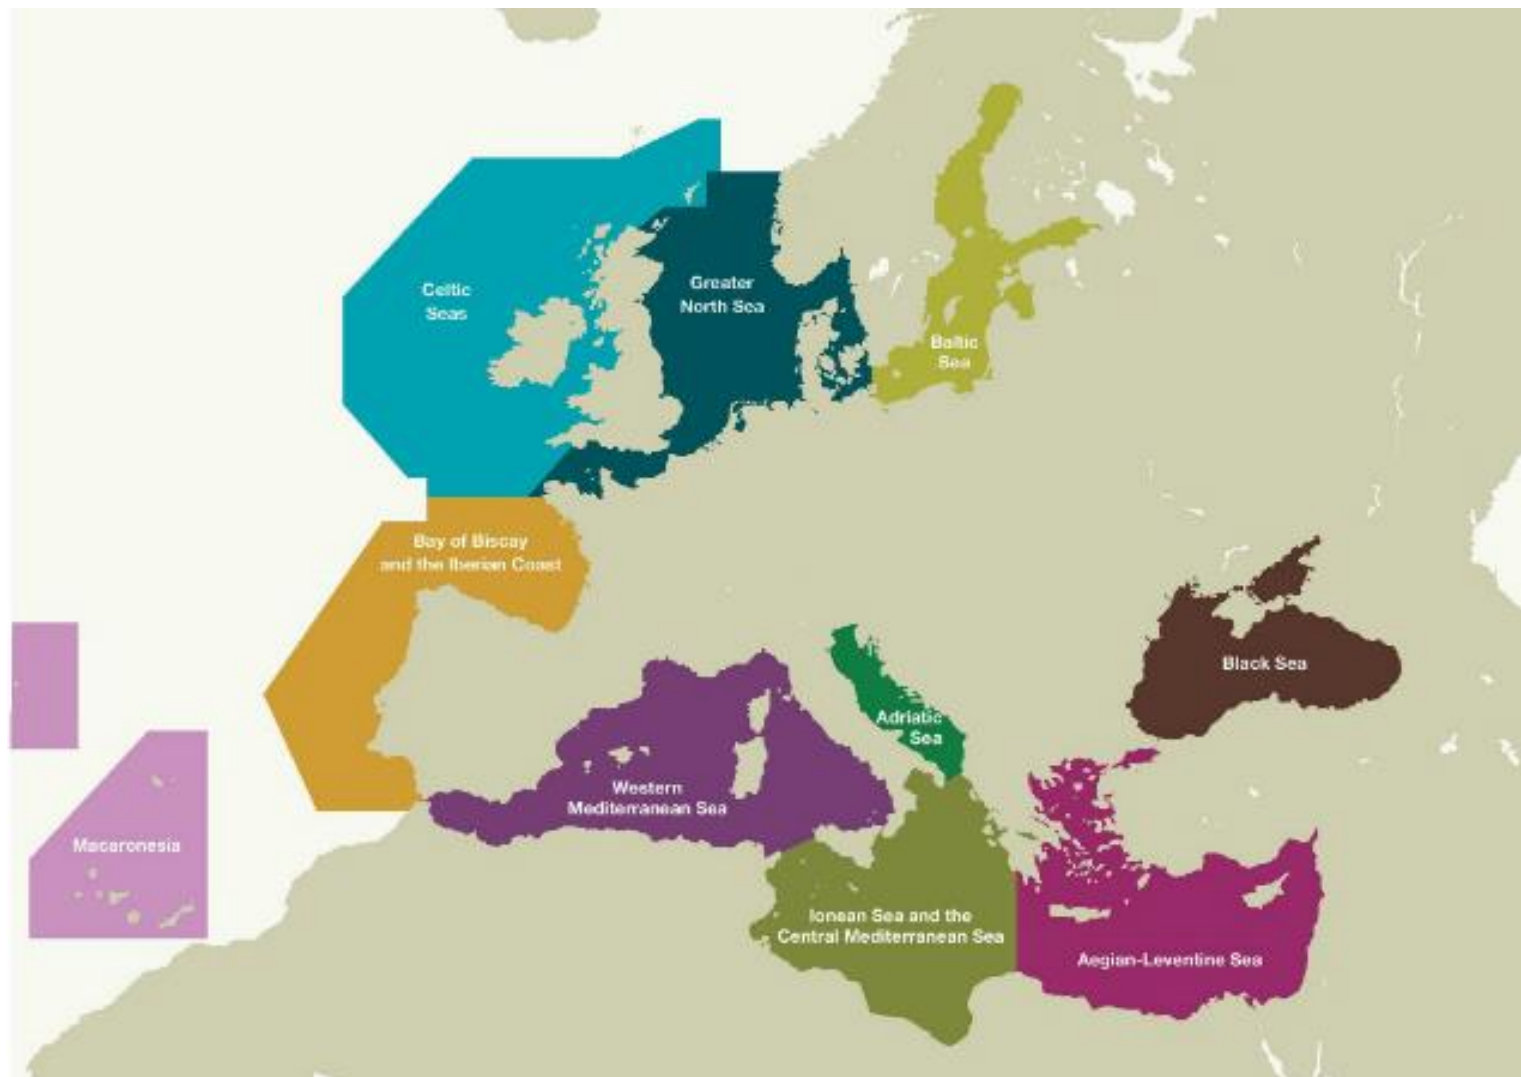 Celtic
Seas
Greater
North Sea
Baltic
Sea
Bay of Biscay
and the Iberian Coast
Black Sea
Adriatic
Sea
Western
Mediterranean Sea
Macaronesia
Ionean Sea and the
Central Mediterranean Sea
Aegian-Leventine Sea